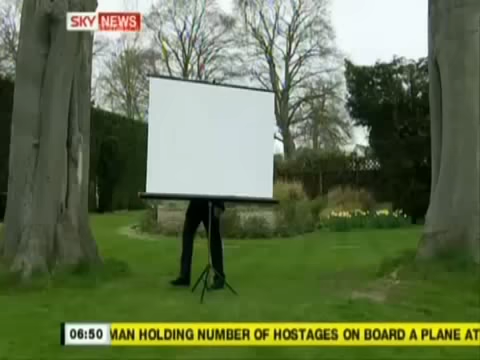 SKY NEWS
06:50 MAN HOLDING NUMBER OF HOSTAGES ON BOARD A PLANE AT